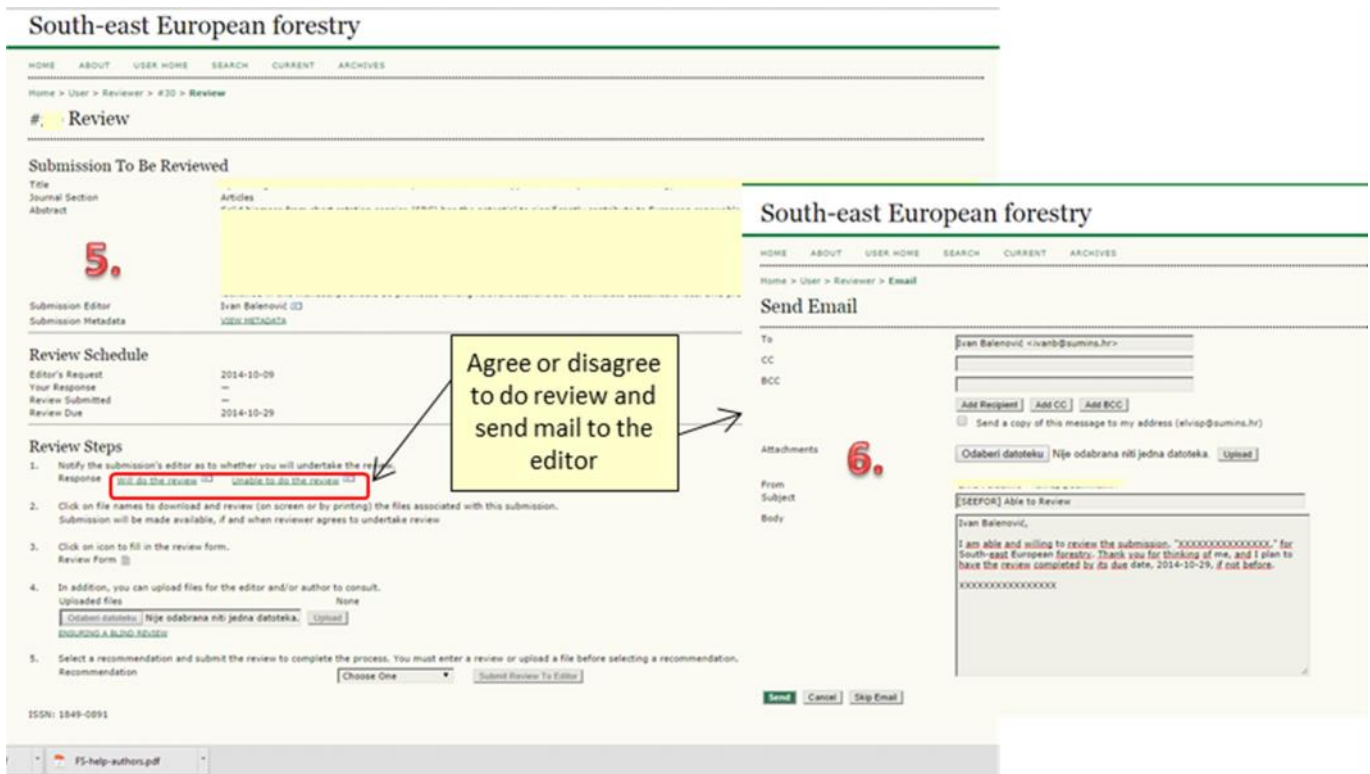 South-east European forestry
HOME ABOUT USER HOME SEARCH CURRENT ARCHIVES
Home > User > Reviewer > #30 > Review
# Review
Submission To Be Reviewed
Title
Journal Section Articles
Abstract
5.
Submission Editor Ivan Balenović
Submission Metadata VIEW METADATA
Review Schedule
Editor's Request 2014-10-09
Your Response —
Review Submitted —
Review Due 2014-10-29
Review Steps
1. Notify the submission's editor as to whether you will undertake the review.
Response Will do the review Unable to do the review
2. Click on file names to download and review (on screen or by printing) the files associated with this submission.
Submission will be made available, if and when reviewer agrees to undertake review
3. Click on icon to fill in the review form.
Review Form
4. In addition, you can upload files for the editor and/or author to consult.
Uploaded files None
Odaberi datoteku Nije odabrana niti jedna datoteka. Upload
ENSURING A BLIND REVIEW
5. Select a recommendation and submit the review to complete the process. You must enter a review or upload a file before selecting a recommendation.
Recommendation Choose One Submit Review To Editor
ISSN: 1849-0891
FS-help-authors.pdf
Agree or disagree
to do review and
send mail to the
editor
South-east European forestry
HOME ABOUT USER HOME SEARCH CURRENT ARCHIVES
Home > User > Reviewer > Email
Send Email
To Ivan Balenović <ivanb@sumins.hr>
CC
BCC
Add Recipient Add CC Add BCC
Send a copy of this message to my address (elvisp@sumins.hr)
Attachments Odaberi datoteku Nije odabrana niti jedna datoteka. Upload
6.
From
Subject [SEEFOR] Able to Review
Body Ivan Balenović,
I am able and willing to review the submission, "XXXXXXXXXXXXXXX," for
South-east European forestry. Thank you for thinking of me, and I plan to
have the review completed by its due date, 2014-10-29, if not before.
XXXXXXXXXXXXXXXX
Send Cancel Skip Email